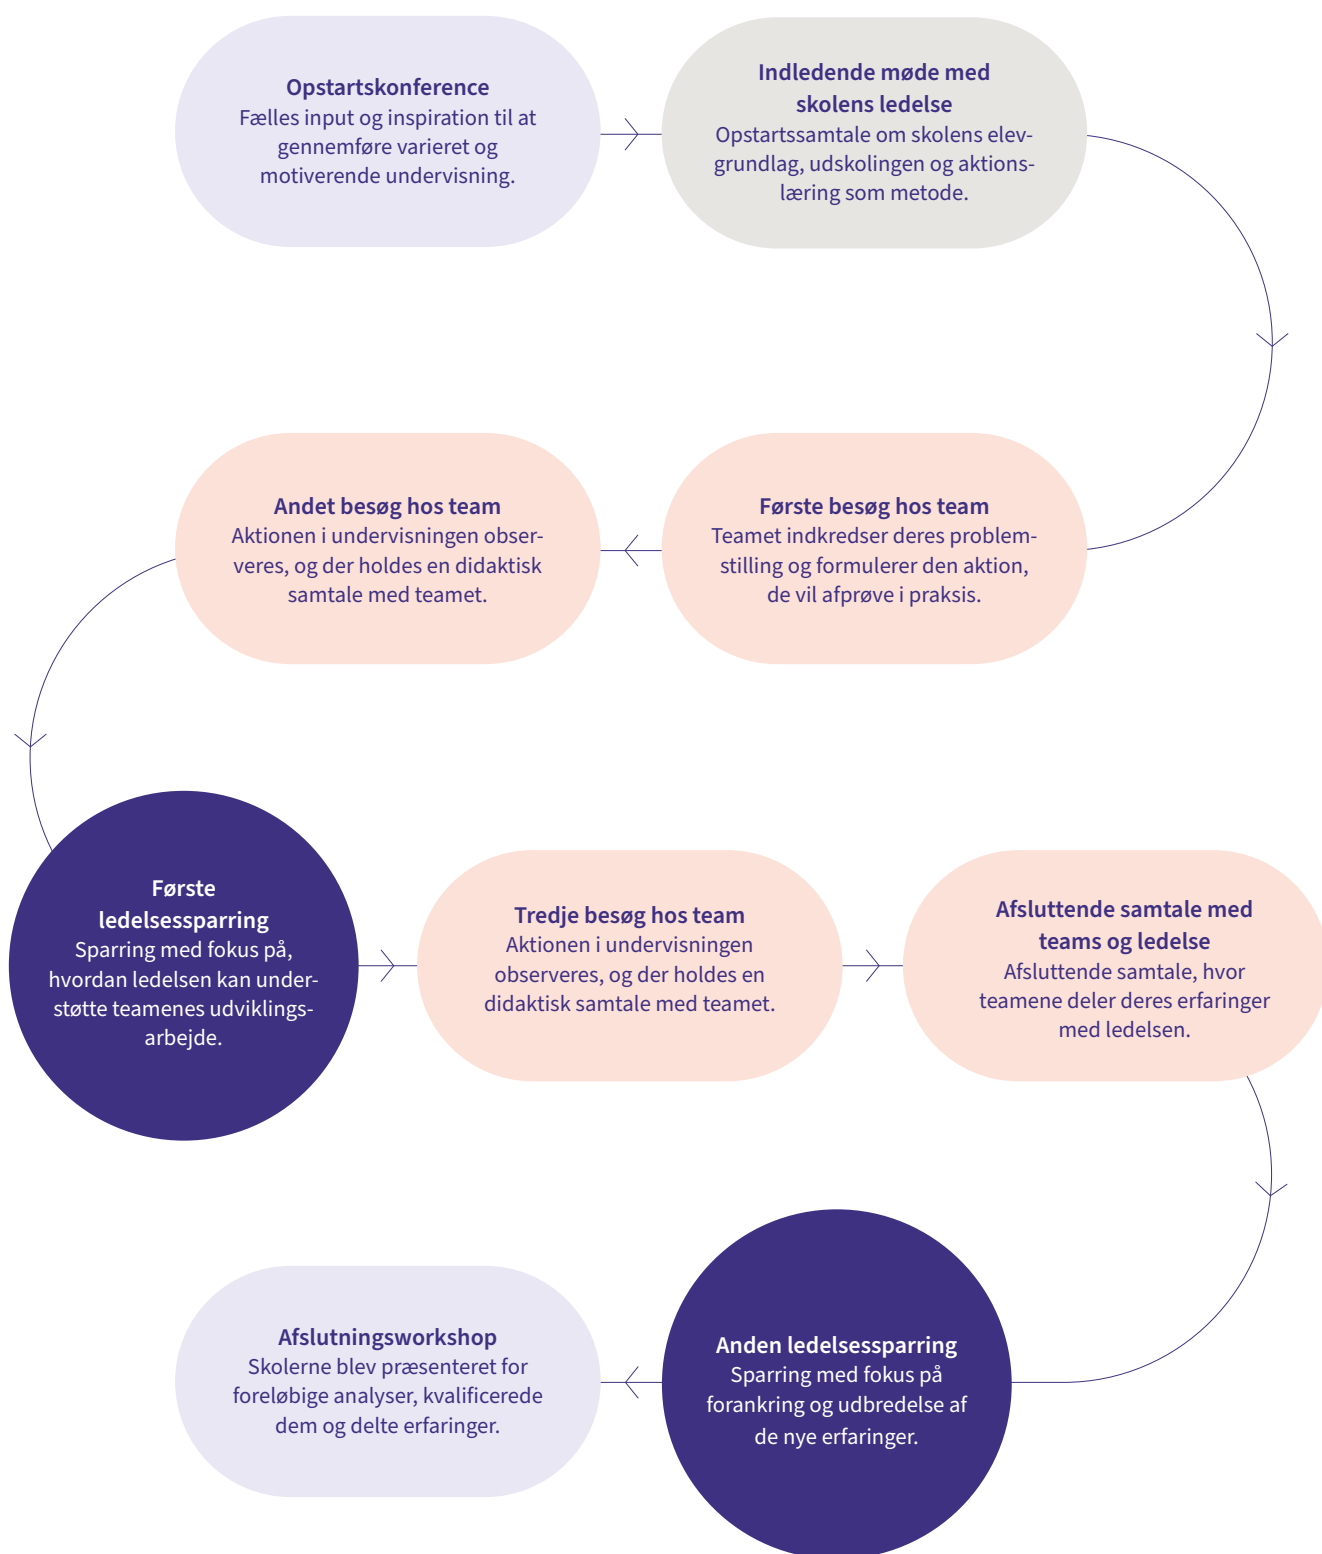 Opstartskonference
Fælles input og inspiration til at
gennemføre varieret og
motiverende undervisning.
Indledende møde med
skolens ledelse
Opstartssamtale om skolens elev-
grundlag, udskolingen og aktions-
læring som metode.
Første besøg hos team
Teamet indkredser deres problem-
stilling og formulerer den aktion,
de vil afprøve i praksis.
Andet besøg hos team
Aktionen i undervisningen obser-
veres, og der holdes en didaktisk
samtale med teamet.
Første
ledelsessparring
Sparring med fokus på,
hvordan ledelsen kan under-
støtte teamenes udviklings-
arbejde.
Tredje besøg hos team
Aktionen i undervisningen
observeres, og der holdes en
didaktisk samtale med teamet.
Afsluttende samtale med
teams og ledelse
Afsluttende samtale, hvor
teamene deler deres erfaringer
med ledelsen.
Anden ledelsessparring
Sparring med fokus på
forankring og udbredelse af
de nye erfaringer.
Afslutningsworkshop
Skolerne blev præsenteret for
foreløbige analyser, kvalificerede
dem og delte erfaringer.